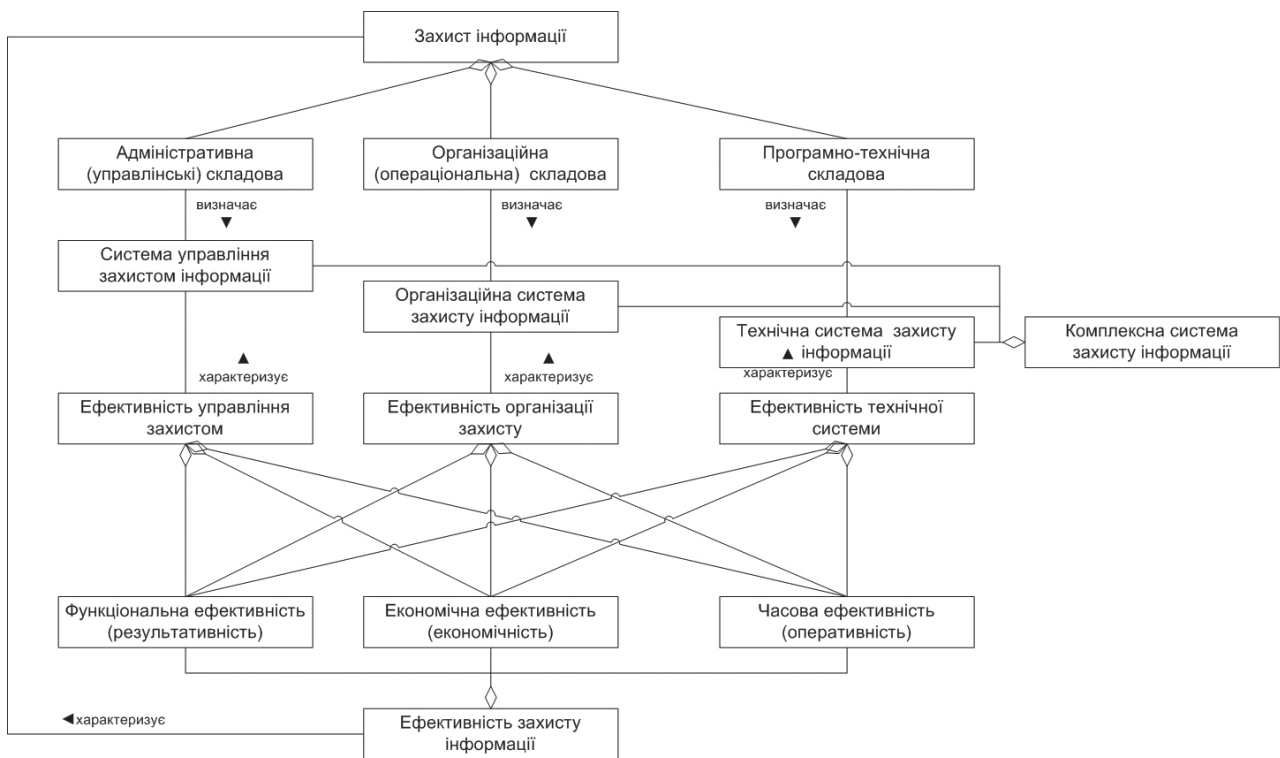 Захист інформації
Адміністративна
(управлінські) складова
Організаційна
(операціональна) складова
Програмно-технічна
складова
визначає
▼
визначає
▼
визначає
▼
Система управління
захистом інформації
Організаційна система
захисту інформації
Технічна система захисту
інформації
Комплексна система
захисту інформації
▲
характеризує
▲
характеризує
▲
характеризує
Ефективність управління
захистом
Ефективність організації
захисту
Ефективність технічної
системи
Функціональна ефективність
(результативність)
Економічна ефективність
(економічність)
Часова ефективність
(оперативність)
◄характеризує
Ефективність захисту
інформації